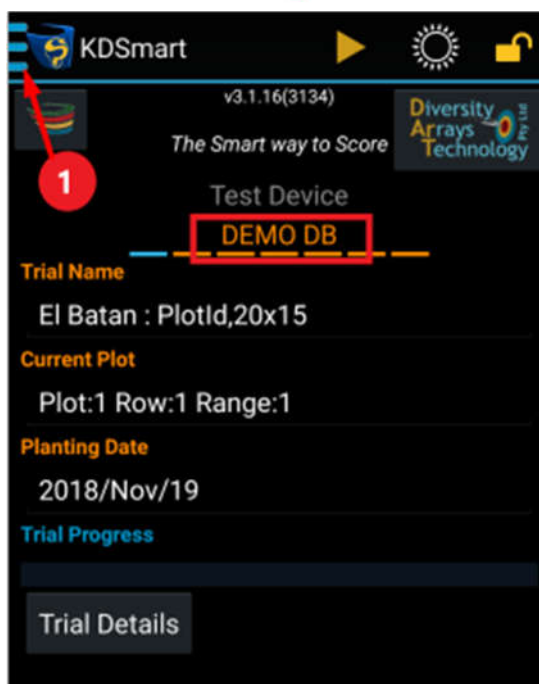 KDSmart
v3.1.16(3134)
Diversity
Arrays
Technology
Pty Ltd
The Smart way to Score
1
Test Device
DEMO DB
Trial Name
El Batan : PlotId,20x15
Current Plot
Plot:1 Row:1 Range:1
Planting Date
2018/Nov/19
Trial Progress
Trial Details